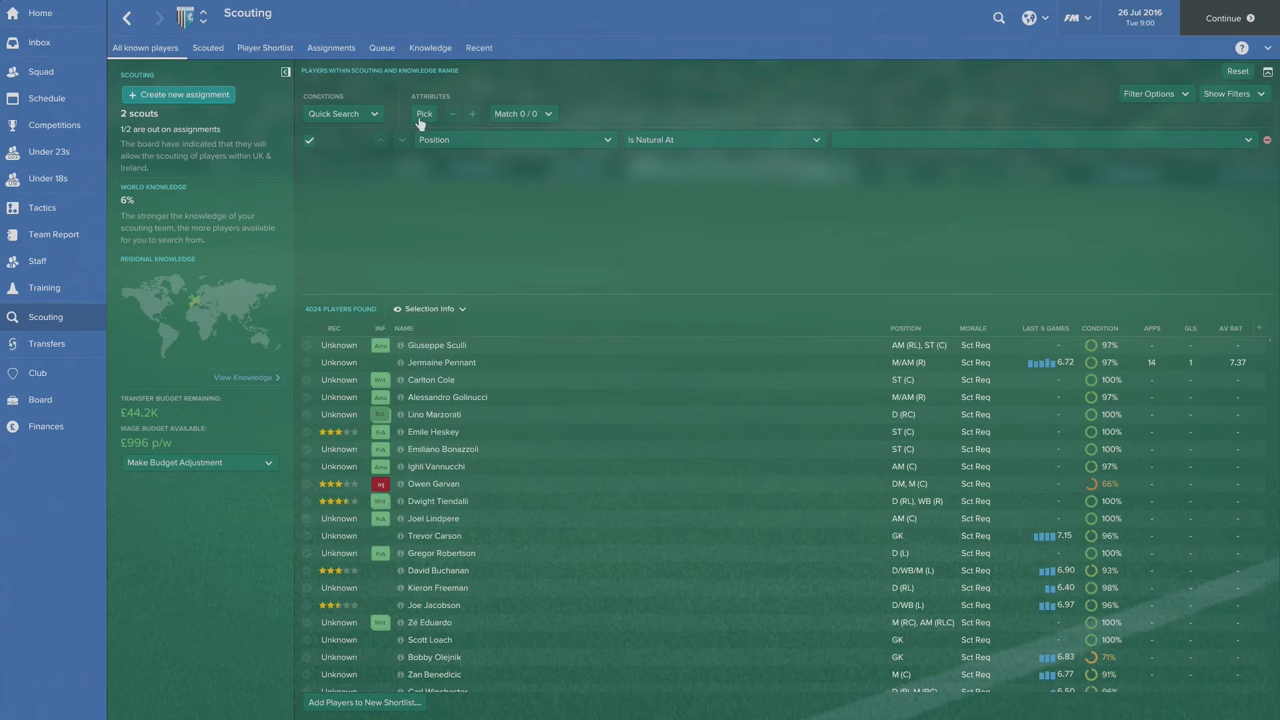 Home
Inbox
Squad
Schedule
Competitions
Under 23s
Under 18s
Tactics
Team Report
Staff
Training
Scouting
Transfers
Club
Board
Finances
Scouting
FM
26 Jul 2016
Tue 9:00
Continue
All known players Scouted Player Shortlist Assignments Queue Knowledge Recent
?
SCOUTING
+ Create new assignment
2 scouts
1/2 are out on assignments
The board have indicated that they will
allow the scouting of players within UK &
Ireland.
WORLD KNOWLEDGE
6%
The stronger the knowledge of your
scouting team, the more players available
for you to search from.
REGIONAL KNOWLEDGE
View Knowledge
TRANSFER BUDGET REMAINING:
£44.2K
WAGE BUDGET AVAILABLE:
£996 p/w
Make Budget Adjustment
PLAYERS WITHIN SCOUTING AND KNOWLEDGE RANGE
Reset
CONDITIONS ATTRIBUTES
Quick Search Pick − + Match 0 / 0 Filter Options Show Filters
Position Is Natural At
4024 PLAYERS FOUND Selection Info
REC INF NAME POSITION MORALE LAST 5 GAMES CONDITION APPS GLS AV RAT +
Unknown Giuseppe Sculli AM (RL), ST (C) Sct Req - 97% - - -
Unknown Jermaine Pennant M/AM (R) Sct Req 6.72 97% 14 1 7.37
Unknown Wnt Carlton Cole ST (C) Sct Req - 100% - - -
Unknown Alessandro Golinucci M/AM (R) Sct Req - 97% - - -
Unknown Lino Marzorati D (RC) Sct Req - 100% - - -
FrA Emile Heskey ST (C) Sct Req - 100% - - -
Unknown FrA Emiliano Bonazzoli ST (C) Sct Req - 100% - - -
Unknown Ighli Vannucchi AM (C) Sct Req - 97% - - -
Inj Owen Garvan DM, M (C) Sct Req - 66% - - -
Wnt Dwight Tiendalli D (RL), WB (R) Sct Req - 100% - - -
Unknown FrA Joel Lindpere AM (C) Sct Req - 100% - - -
Unknown Trevor Carson GK Sct Req 7.15 96% - - -
Unknown FrA Gregor Robertson D (L) Sct Req - 100% - - -
David Buchanan D/WB/M (L) Sct Req 6.90 93% - - -
Unknown Kieron Freeman D (RL) Sct Req 6.40 98% - - -
Joe Jacobson D/WB (L) Sct Req 6.97 96% - - -
Unknown Wnt Zé Eduardo M (RC), AM (RLC) Sct Req - 100% - - -
Unknown Scott Loach GK Sct Req - 100% - - -
Unknown Bobby Olejnik GK Sct Req 6.83 71% - - -
Unknown Zan Benedicic M (C) Sct Req 6.77 91% - - -
Add Players to New Shortlist...